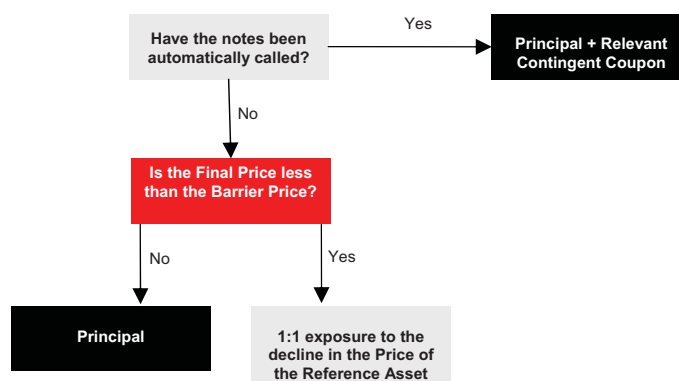 Have the notes been
automatically called?
Yes
Principal + Relevant
Contingent Coupon
No
Is the Final Price less
than the Barrier Price?
No
Yes
Principal
1:1 exposure to the
decline in the Price of
the Reference Asset